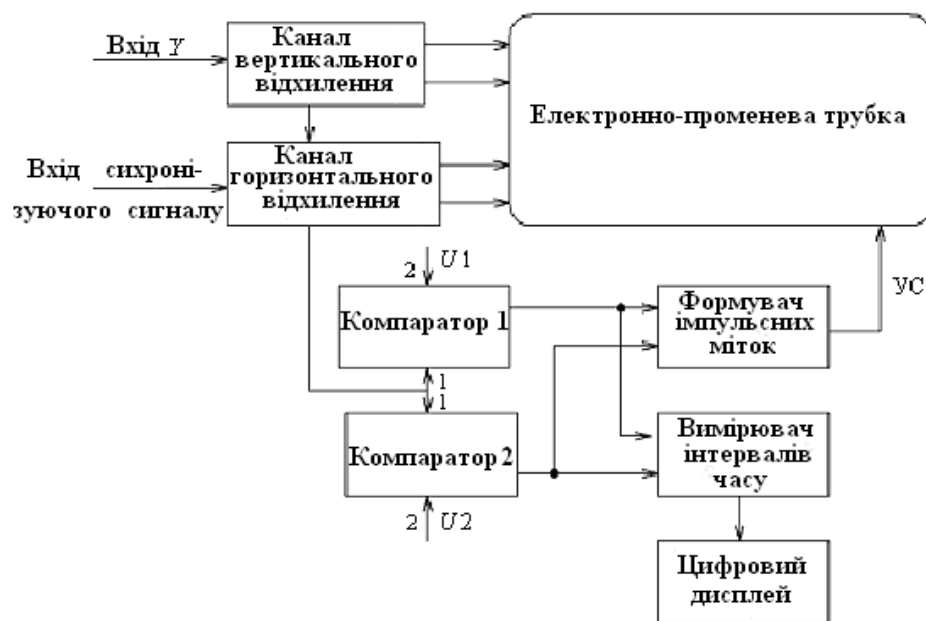 Вхід Y
Канал
вертикального
відхилення
Електронно-променева трубка
Вхід сихроні-
зуючого сигналу
Канал
горизонтального
відхилення
2
U1
Компаратор 1
1
1
Компаратор 2
2
U2
Формувач
імпульсних
міток
УС
Вимірювач
інтервалів
часу
Цифровий
дисплей